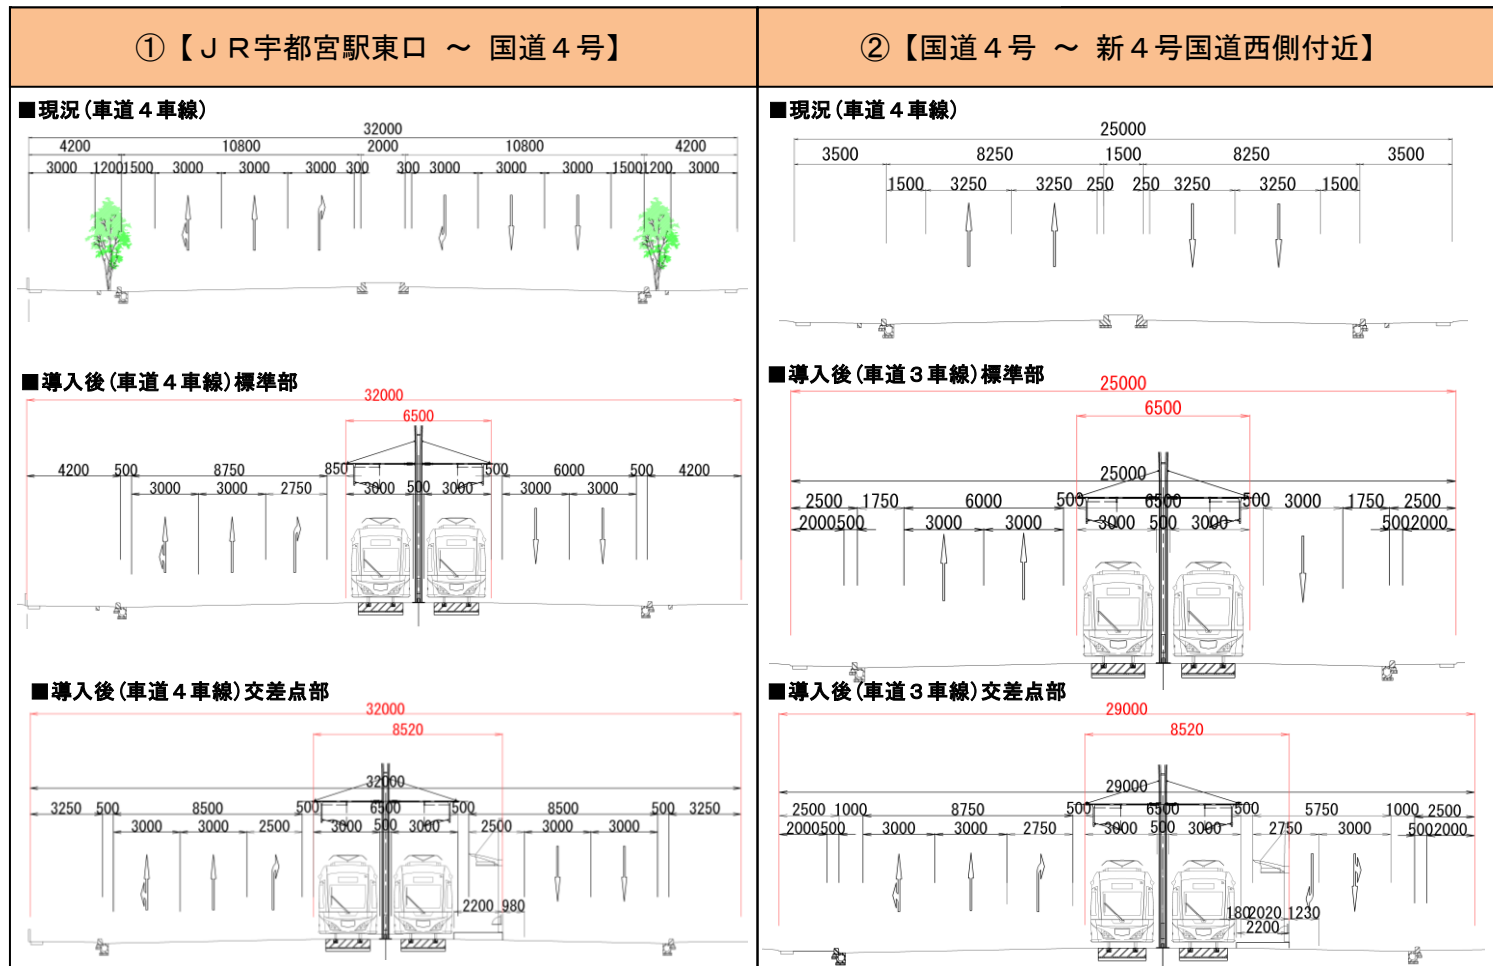 ①【ＪＲ宇都宮駅東口 ～ 国道４号】
■現況(車道４車線)
32000
4200 10800 2000 10800 4200
3000 1200 1500 3000 3000 3000 300 300 3000 3000 3000 1500 1200 3000
■導入後(車道４車線)標準部
32000
6500
4200 500 8750 850 500 6000 500 4200
3000 3000 2750 3000 500 3000 3000 3000
■導入後(車道４車線)交差点部
32000
8520
32000
3250 500 8500 500 6500 500 8500 500 3250
3000 3000 2500 3000 500 3000 2500 3000 3000
2200 980
②【国道４号 ～ 新４号国道西側付近】
■現況(車道４車線)
25000
3500 8250 1500 8250 3500
1500 3250 3250 250 250 3250 3250 1500
■導入後(車道３車線)標準部
25000
6500
25000
2500 1750 6000 500 6500 500 3000 1750 2500
2000 500 3000 3000 3000 500 3000 500 2000
■導入後(車道３車線)交差点部
29000
8520
29000
2500 1000 8750 500 6500 500 5750 1000 2500
2000 500 3000 3000 2750 3000 500 3000 2750 3000 500 2000
180 2020 1230
2200